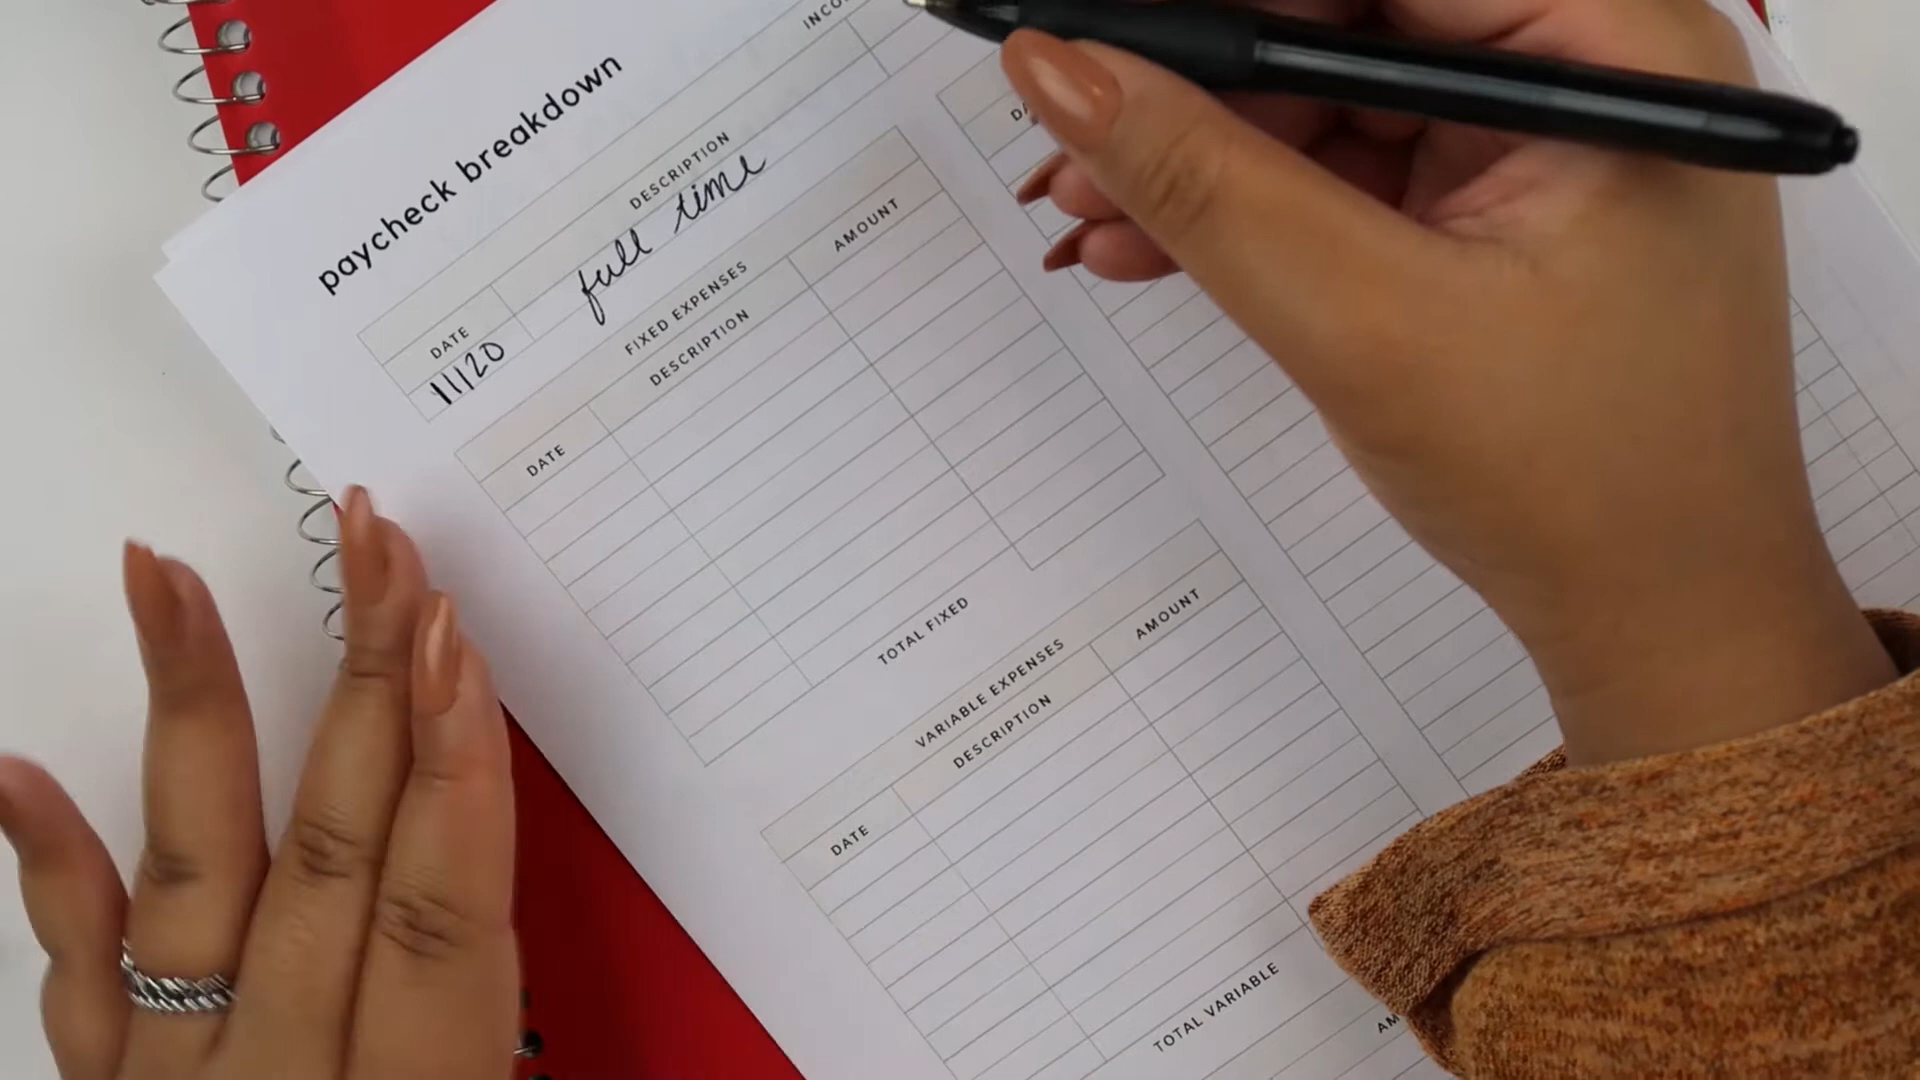 paycheck breakdown
DATE DESCRIPTION
11/20 full time
FIXED EXPENSES
DATE DESCRIPTION AMOUNT
TOTAL FIXED
VARIABLE EXPENSES
DATE DESCRIPTION AMOUNT
TOTAL VARIABLE